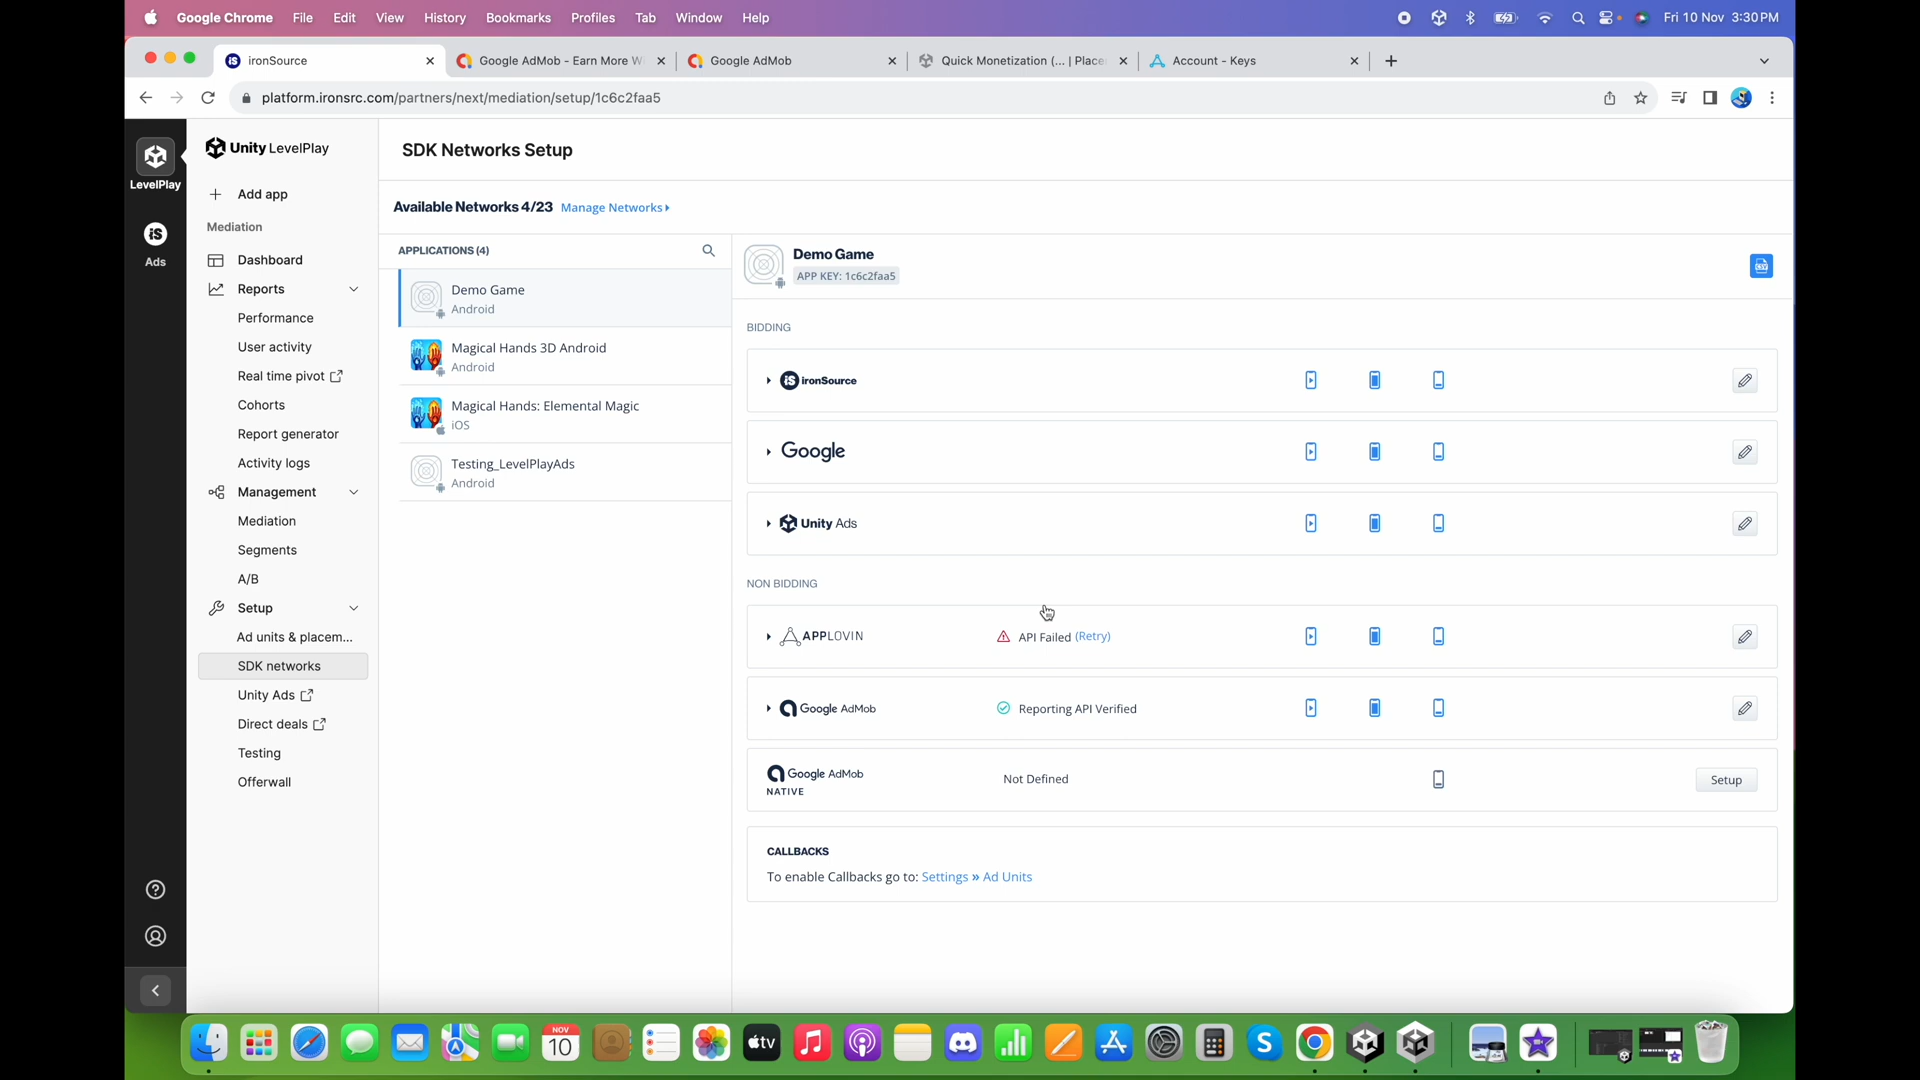 Google Chrome File Edit View History Bookmarks Profiles Tab Window Help
Fri 10 Nov 3:30 PM
ironSource
Google AdMob - Earn More W
Google AdMob
Quick Monetization (... | Place
Account - Keys
platform.ironsrc.com/partners/next/mediation/setup/1c6c2faa5
LevelPlay
Ads
Unity LevelPlay
Add app
Mediation
Dashboard
Reports
Performance
User activity
Real time pivot
Cohorts
Report generator
Activity logs
Management
Mediation
Segments
A/B
Setup
Ad units & placem...
SDK networks
Unity Ads
Direct deals
Testing
Offerwall
SDK Networks Setup
Available Networks 4/23 Manage Networks
APPLICATIONS (4)
Demo Game
Android
Magical Hands 3D Android
Android
Magical Hands: Elemental Magic
iOS
Testing_LevelPlayAds
Android
Demo Game
APP KEY: 1c6c2faa5
CSV
BIDDING
iS ironSource
Google
Unity Ads
NON BIDDING
APPLOVIN API Failed (Retry)
Google AdMob Reporting API Verified
Google AdMob
NATIVE
Not Defined
Setup
CALLBACKS
To enable Callbacks go to: Settings » Ad Units
NOV
10
tv